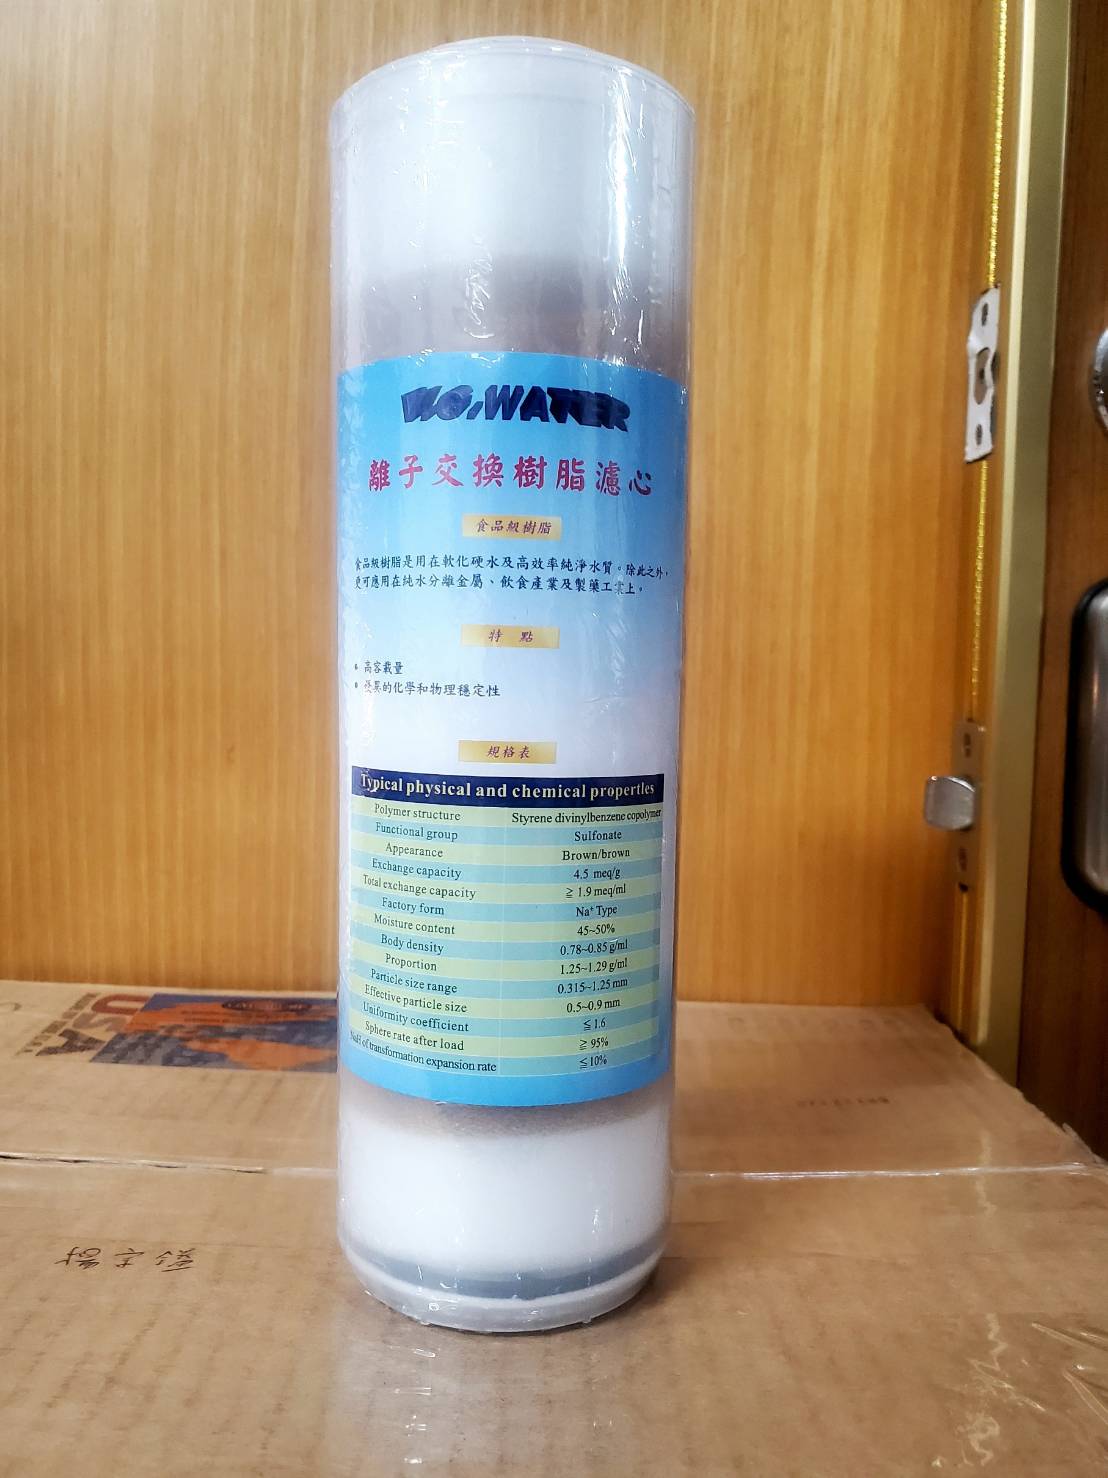 離子交換樹脂濾心
食品級樹脂
食品級樹脂是用在軟化硬水及高效率純淨水質。除此之外，
更可應用在純水分離金屬、飲食產業及製藥工業上。
特 點
• 高容載量
• 優異的化學和物理穩定性
規格表
Typical physical and chemical properties
Polymer structure Styrene divinylbenzene copolymer
Functional group Sulfonate
Appearance Brown/brown
Exchange capacity 4.5 meq/g
Total exchange capacity ≧ 1.9 meq/ml
Factory form Na⁺ Type
Moisture content 45~50%
Body density 0.78~0.85 g/ml
Proportion 1.25~1.29 g/ml
Particle size range 0.315~1.25 mm
Effective particle size 0.5~0.9 mm
Uniformity coefficient ≦ 1.6
Sphere rate after load ≧ 95%
of transformation expansion rate ≦ 10%
USA